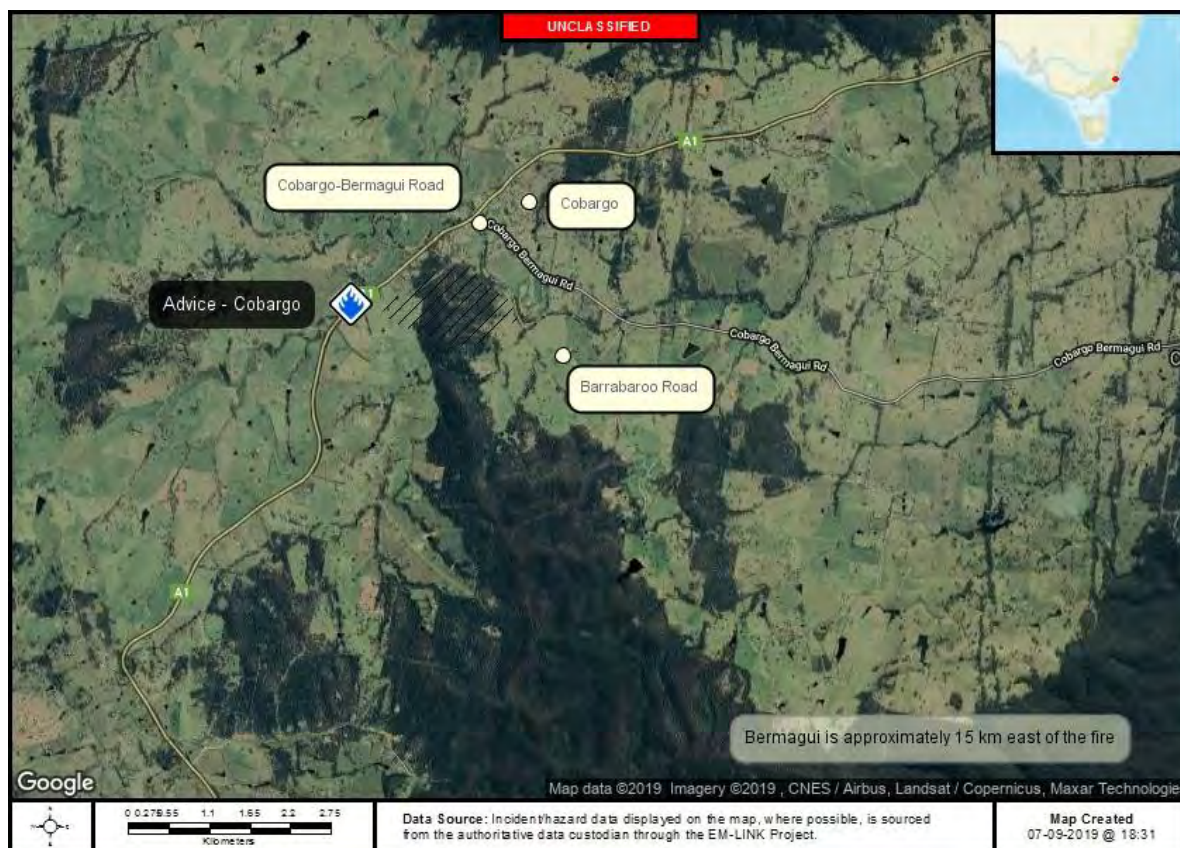 UNCLASSIFIED
A1
Cobargo-Bermagui Road
Cobargo
Cobargo Bermagui Rd
Advice - Cobargo
Cobargo Bermagui Rd
Cobargo Bermagui Rd
Barrabaroo Road
A1
Bermagui is approximately 15 km east of the fire
Google
Map data ©2019 Imagery ©2019 , CNES / Airbus, Landsat / Copernicus, Maxar Technologie
0 0.275 0.55 1.1 1.65 2.2 2.75
Kilometers
Data Source: Incident/hazard data displayed on the map, where possible, is sourced
from the authoritative data custodian through the EM-LINK Project.
Map Created
07-09-2019 @ 18:31